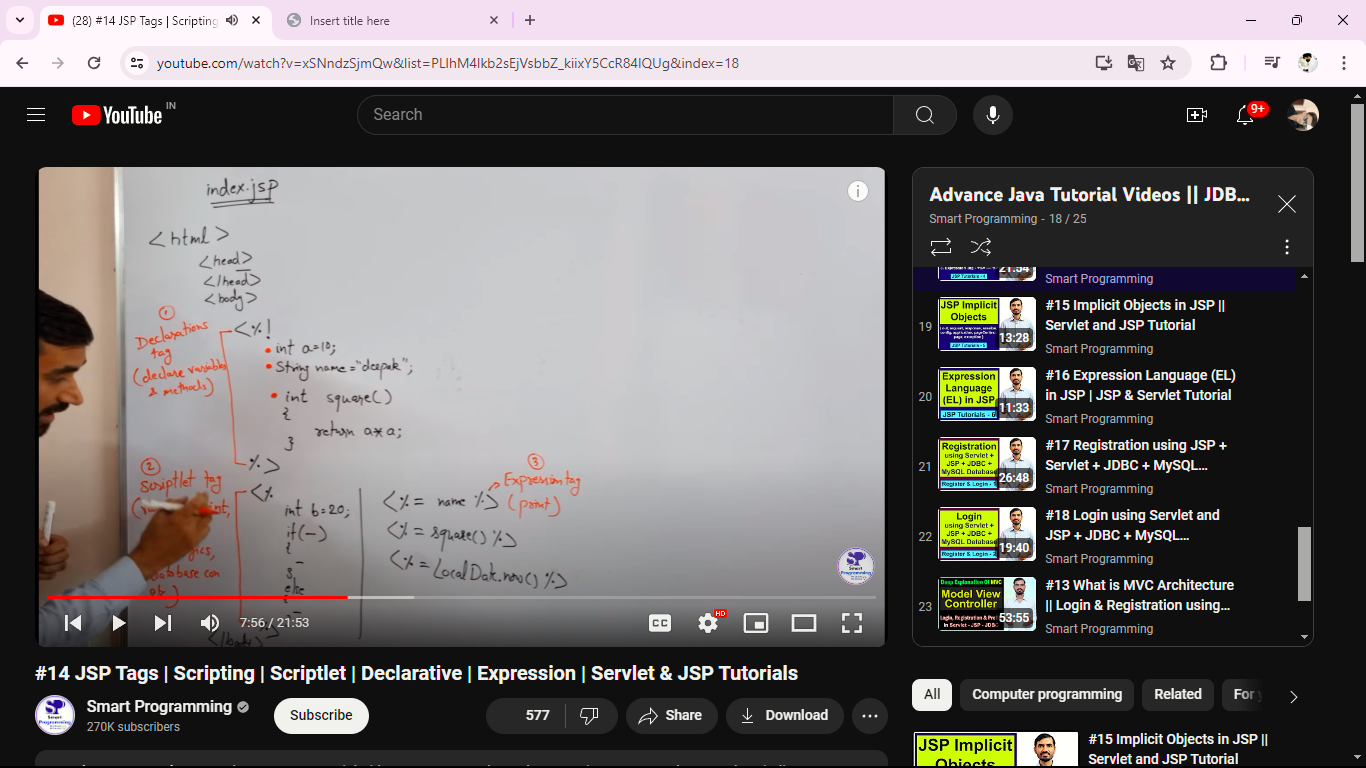 (28) #14 JSP Tags | Scripting
Insert title here
youtube.com/watch?v=xSNndzSjmQw&list=PLlhM4lkb2sEjVsbbZ_kiixY5CcR84lQUg&index=18
YouTube IN
Search
9+
index.jsp
<html>
<head>
</head>
<body>
①
Declarations
tag
(declare variables
& methods)
<%!
int a=10;
String name="deepak";
int square()
{
return a*a;
}
%>
②
Scriptlet tag
<%
int b=20;
if(-)
{
else
{
</body>
③
Expression tag
(print)
<%= name %>
<%= square() %>
<%= LocalDate.now() %>
Smart
Programming
7:56 / 21:53
CC
HD
#14 JSP Tags | Scripting | Scriptlet | Declarative | Expression | Servlet & JSP Tutorials
Smart Programming
270K subscribers
Subscribe
577
Share
Download
Advance Java Tutorial Videos || JDB...
Smart Programming - 18 / 25
21:54
Smart Programming
19
JSP Implicit
Objects
13:28
#15 Implicit Objects in JSP ||
Servlet and JSP Tutorial
Smart Programming
20
Expression
Language
(EL) in JSP
JSP Tutorials - 6
11:33
#16 Expression Language (EL)
in JSP | JSP & Servlet Tutorial
Smart Programming
21
Registration
using Servlet +
JSP + JDBC +
MySQL Database
Register & Login - 1
26:48
#17 Registration using JSP +
Servlet + JDBC + MySQL...
Smart Programming
22
Login
using Servlet +
JSP + JDBC +
MySQL Database
Register & Login - 2
19:40
#18 Login using Servlet and
JSP + JDBC + MySQL...
Smart Programming
23
Deep Explanation Of MVC
Model View
Controller
53:55
#13 What is MVC Architecture
|| Login & Registration using...
Smart Programming
All
Computer programming
Related
For
JSP Implicit
Objects
#15 Implicit Objects in JSP ||
Servlet and JSP Tutorial